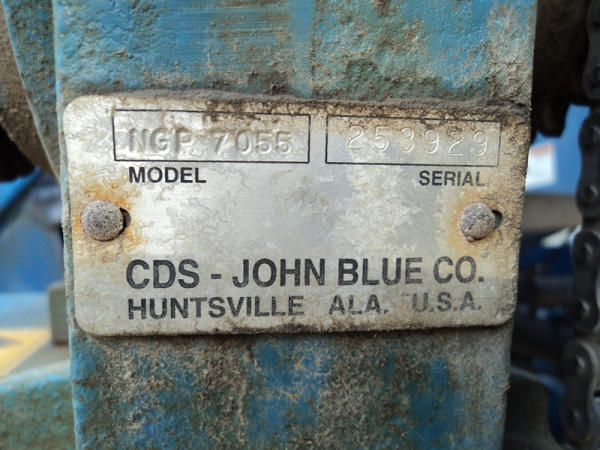 NGP 7055 253929
MODEL SERIAL
CDS - JOHN BLUE CO.
HUNTSVILLE ALA. U.S.A.